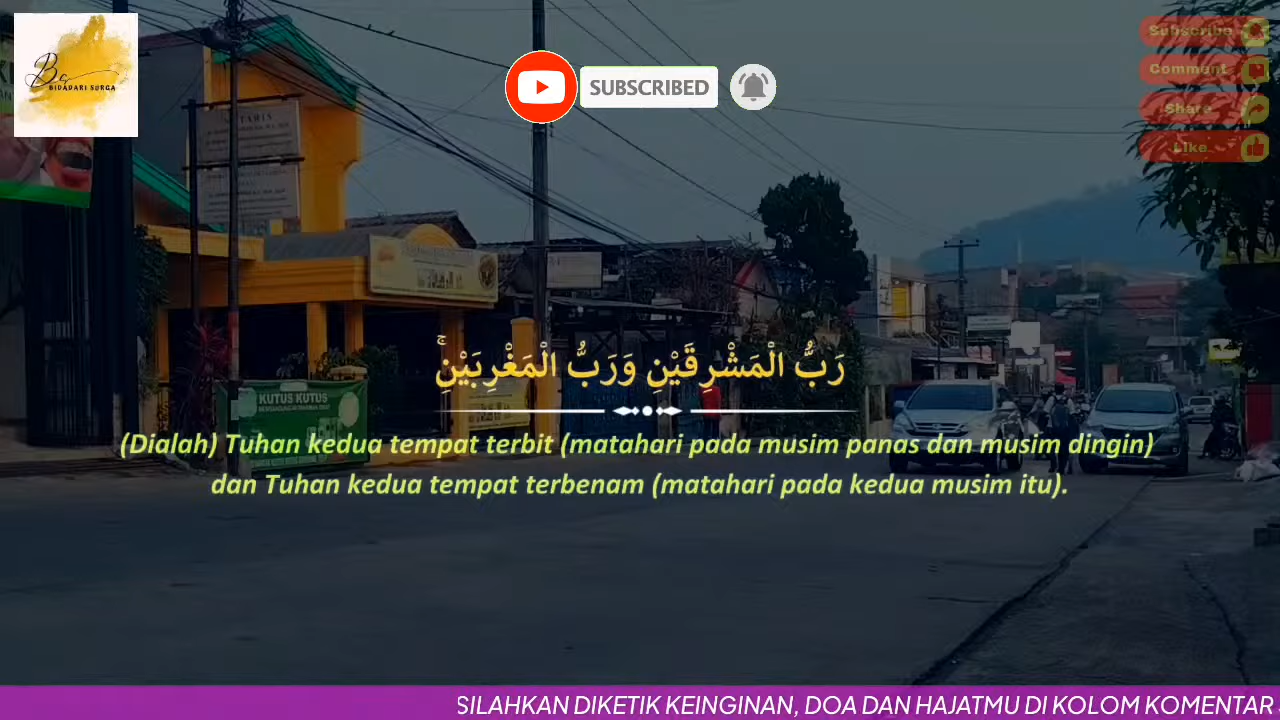 Subscribe
SUBSCRIBED
Comment
BIDADARI SURGA
Share
Like
رَبُّ الْمَشْرِقَيْنِ وَرَبُّ الْمَغْرِبَيْنِۚ
KUTUS KUTUS
(Dialah) Tuhan kedua tempat terbit (matahari pada musim panas dan musim dingin)
dan Tuhan kedua tempat terbenam (matahari pada kedua musim itu).
SILAHKAN DIKETIK KEINGINAN, DOA DAN HAJATMU DI KOLOM KOMENTAR